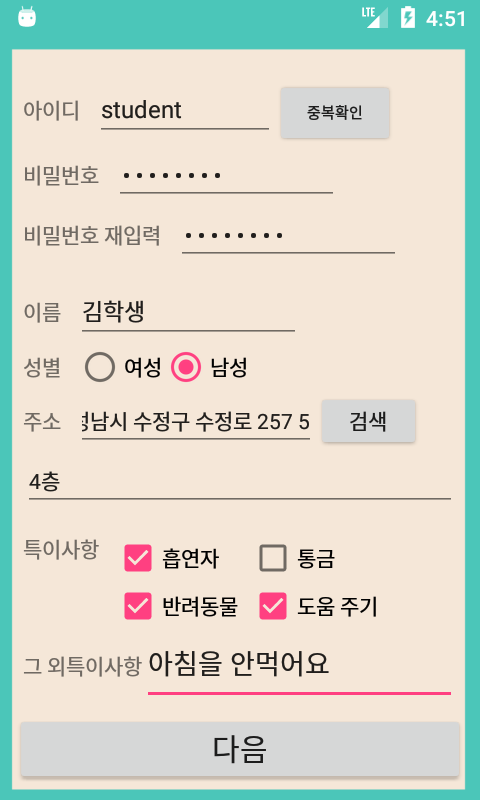 LTE 4:51
아이디 student 중복확인
비밀번호 ••••••••
비밀번호 재입력 ••••••••
이름 김학생
성별 여성 남성
주소 성남시 수정구 수정로 257 5 검색
4층
특이사항 흡연자 통금
반려동물 도움 주기
그 외특이사항 아침을 안먹어요
다음